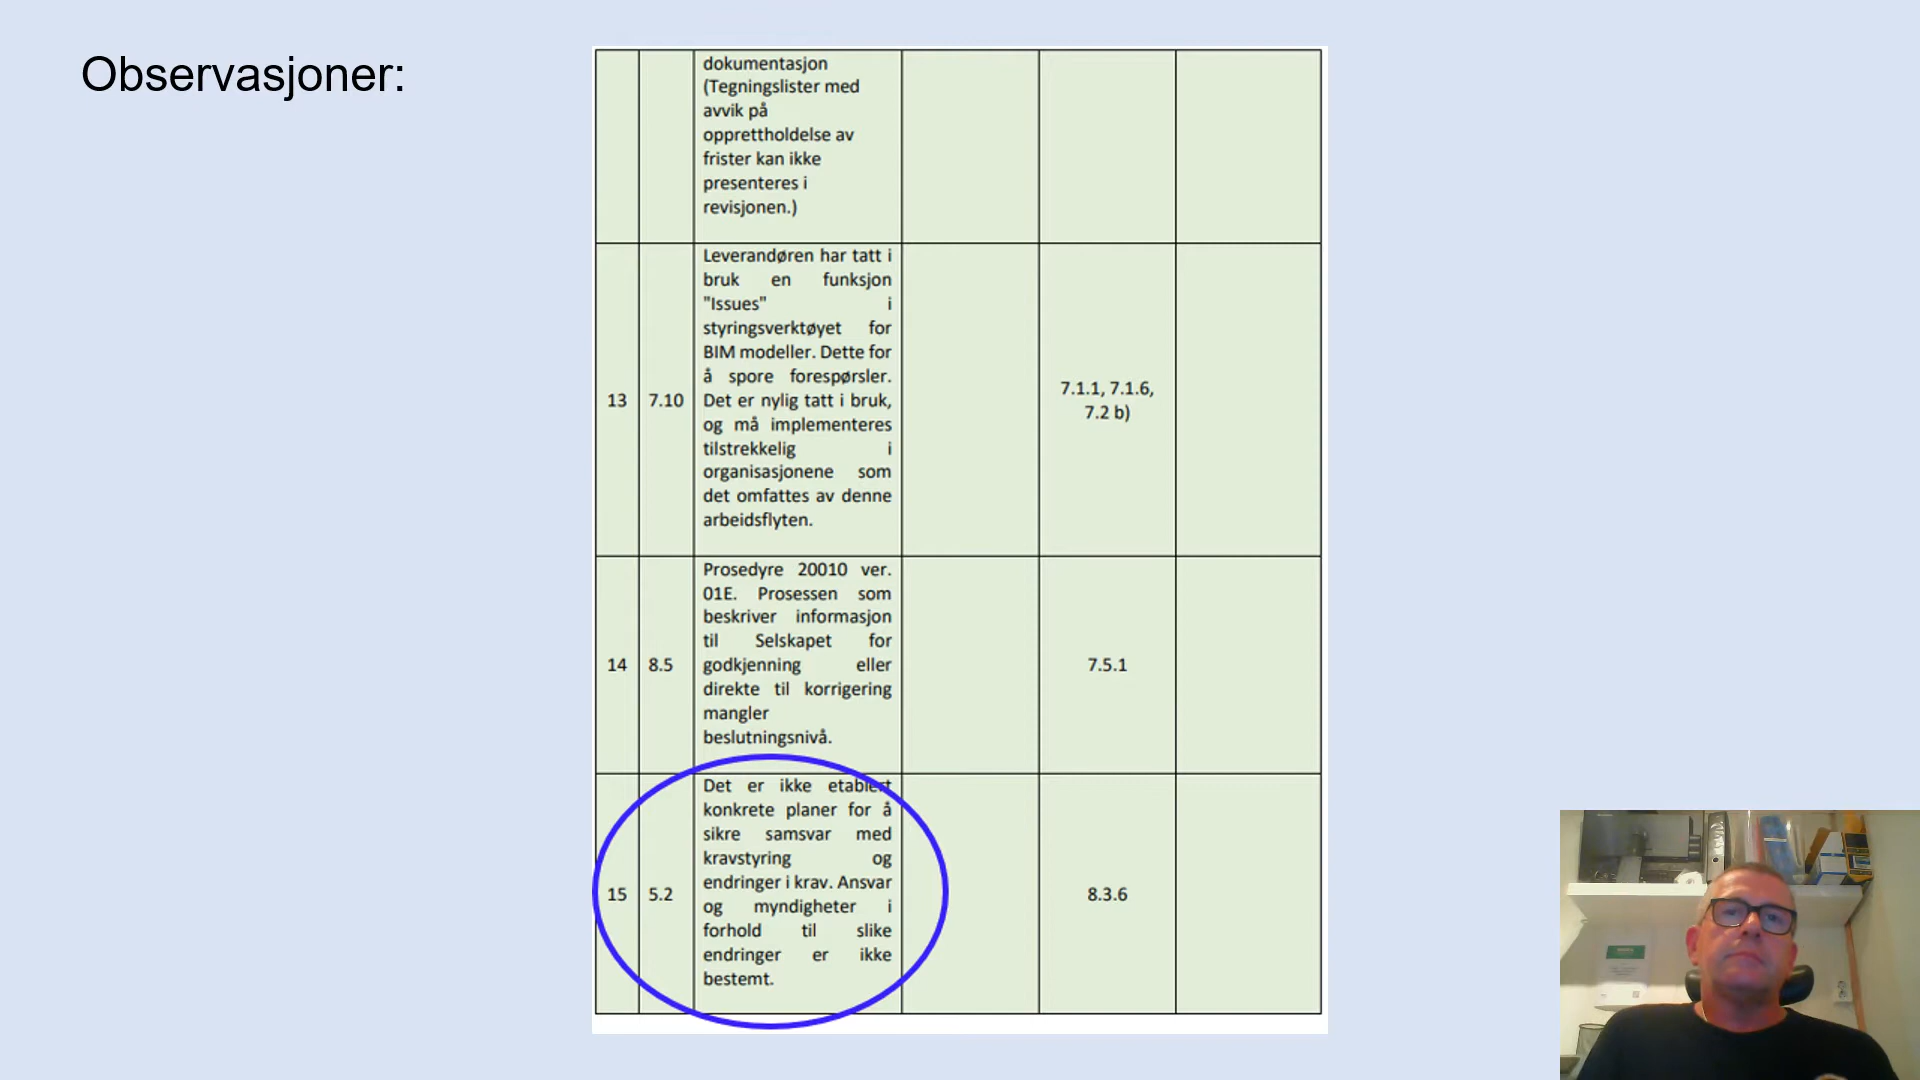 Observasjoner:
dokumentasjon
(Tegningslister med
avvik på
opprettholdelse av
frister kan ikke
presenteres i
revisjonen.)
13
7.10
Leverandøren har tatt i
bruk en funksjon
"Issues" i
styringsverktøyet for
BIM modeller. Dette for
å spore forespørsler.
Det er nylig tatt i bruk,
og må implementeres
tilstrekkelig i
organisasjonene som
det omfattes av denne
arbeidsflyten.
7.1.1, 7.1.6,
7.2 b)
14
8.5
Prosedyre 20010 ver.
01E. Prosessen som
beskriver informasjon
til Selskapet for
godkjenning eller
direkte til korrigering
mangler
beslutningsnivå.
7.5.1
15
5.2
Det er ikke etablert
konkrete planer for å
sikre samsvar med
kravstyring og
endringer i krav. Ansvar
og myndigheter i
forhold til slike
endringer er ikke
bestemt.
8.3.6